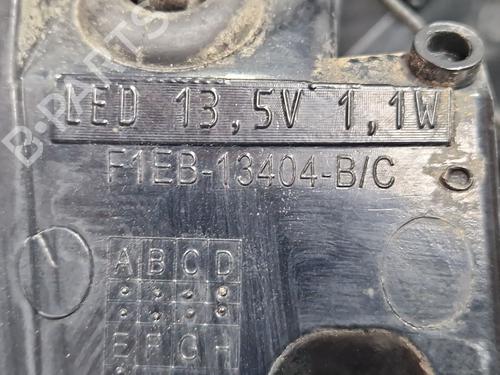 LED 13,5V 1,1W
F1EB-13404-B/C
A B C D
E F G H
B-PARTS